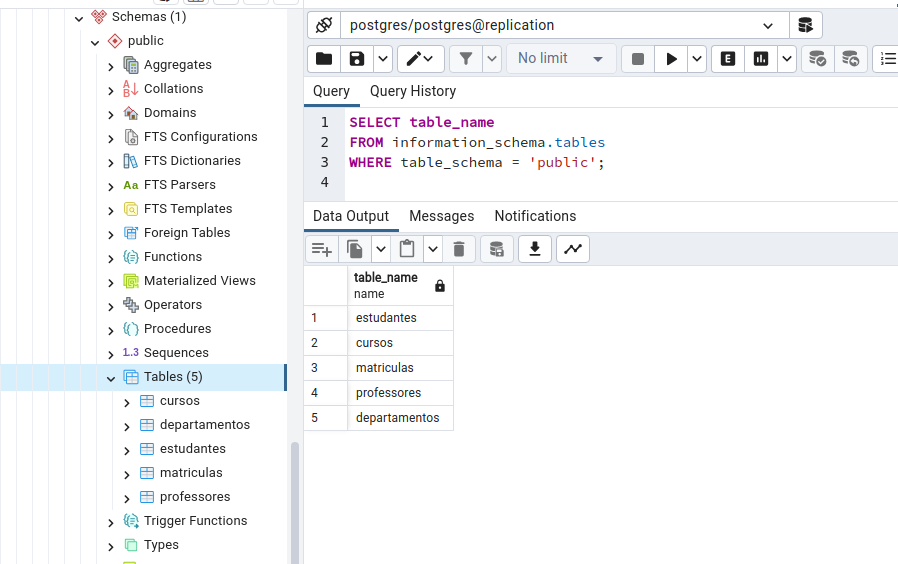 Schemas (1)
public
Aggregates
Collations
Domains
FTS Configurations
FTS Dictionaries
Aa FTS Parsers
FTS Templates
Foreign Tables
Functions
Materialized Views
Operators
Procedures
1.3 Sequences
Tables (5)
cursos
departamentos
estudantes
matriculas
professores
Trigger Functions
Types
postgres/postgres@replication
No limit
E
Query Query History
1 SELECT table_name
2 FROM information_schema.tables
3 WHERE table_schema = 'public';
4
Data Output Messages Notifications
table_name
name
1 estudantes
2 cursos
3 matriculas
4 professores
5 departamentos